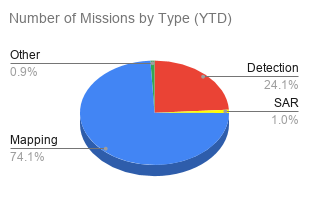 Number of Missions by Type (YTD)
Other
0.9%
Detection
24.1%
SAR
1.0%
Mapping
74.1%